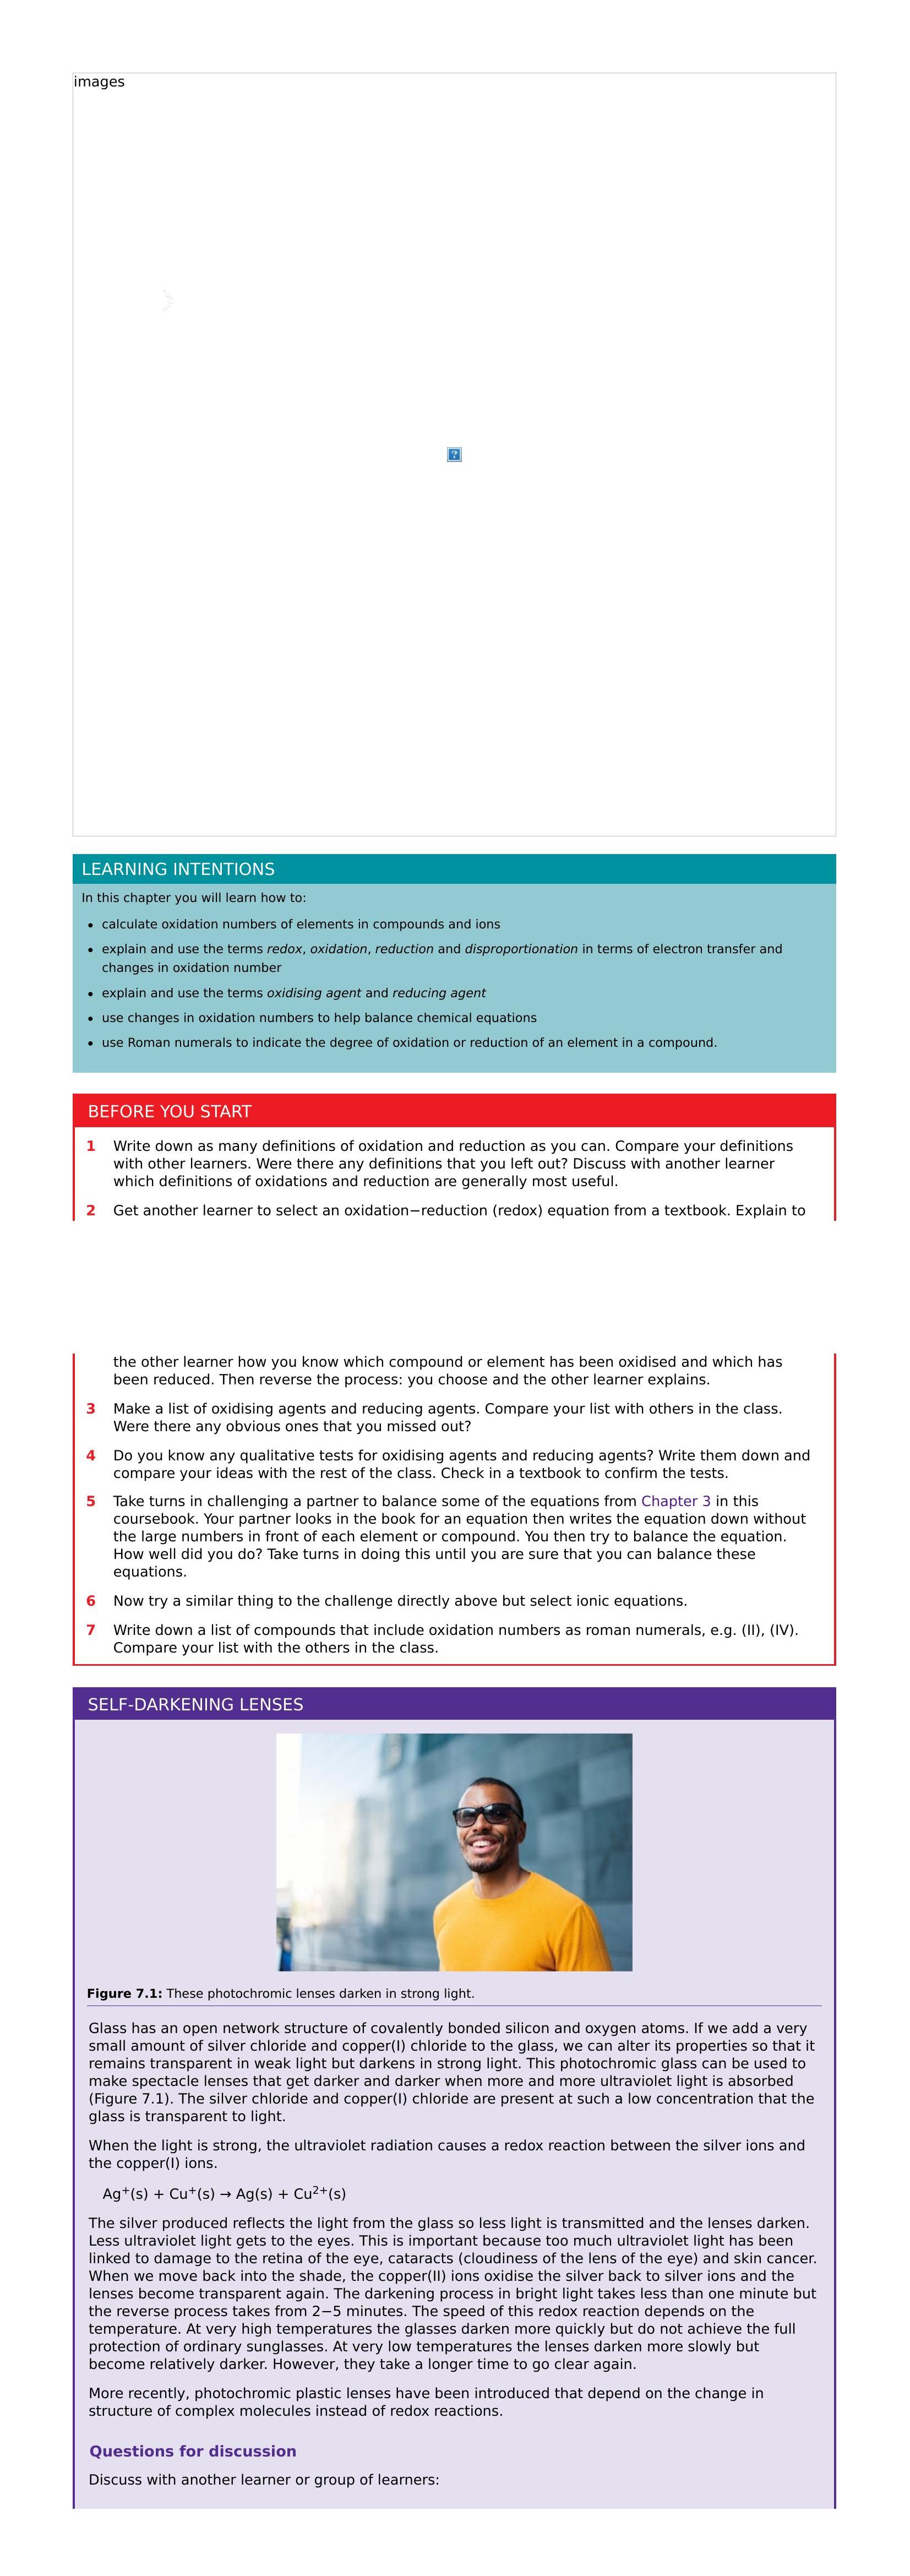 images
LEARNING INTENTIONS
In this chapter you will learn how to:
• calculate oxidation numbers of elements in compounds and ions
• explain and use the terms redox, oxidation, reduction and disproportionation in terms of electron transfer and
changes in oxidation number
• explain and use the terms oxidising agent and reducing agent
• use changes in oxidation numbers to help balance chemical equations
• use Roman numerals to indicate the degree of oxidation or reduction of an element in a compound.
BEFORE YOU START
1 Write down as many definitions of oxidation and reduction as you can. Compare your definitions
with other learners. Were there any definitions that you left out? Discuss with another learner
which definitions of oxidations and reduction are generally most useful.
2 Get another learner to select an oxidation−reduction (redox) equation from a textbook. Explain to
the other learner how you know which compound or element has been oxidised and which has
been reduced. Then reverse the process: you choose and the other learner explains.
3 Make a list of oxidising agents and reducing agents. Compare your list with others in the class.
Were there any obvious ones that you missed out?
4 Do you know any qualitative tests for oxidising agents and reducing agents? Write them down and
compare your ideas with the rest of the class. Check in a textbook to confirm the tests.
5 Take turns in challenging a partner to balance some of the equations from Chapter 3 in this
coursebook. Your partner looks in the book for an equation then writes the equation down without
the large numbers in front of each element or compound. You then try to balance the equation.
How well did you do? Take turns in doing this until you are sure that you can balance these
equations.
6 Now try a similar thing to the challenge directly above but select ionic equations.
7 Write down a list of compounds that include oxidation numbers as roman numerals, e.g. (II), (IV).
Compare your list with the others in the class.
SELF-DARKENING LENSES
Figure 7.1: These photochromic lenses darken in strong light.
Glass has an open network structure of covalently bonded silicon and oxygen atoms. If we add a very
small amount of silver chloride and copper(I) chloride to the glass, we can alter its properties so that it
remains transparent in weak light but darkens in strong light. This photochromic glass can be used to
make spectacle lenses that get darker and darker when more and more ultraviolet light is absorbed
(Figure 7.1). The silver chloride and copper(I) chloride are present at such a low concentration that the
glass is transparent to light.
When the light is strong, the ultraviolet radiation causes a redox reaction between the silver ions and
the copper(I) ions.
Ag⁺(s) + Cu⁺(s) → Ag(s) + Cu²⁺(s)
The silver produced reflects the light from the glass so less light is transmitted and the lenses darken.
Less ultraviolet light gets to the eyes. This is important because too much ultraviolet light has been
linked to damage to the retina of the eye, cataracts (cloudiness of the lens of the eye) and skin cancer.
When we move back into the shade, the copper(II) ions oxidise the silver back to silver ions and the
lenses become transparent again. The darkening process in bright light takes less than one minute but
the reverse process takes from 2−5 minutes. The speed of this redox reaction depends on the
temperature. At very high temperatures the glasses darken more quickly but do not achieve the full
protection of ordinary sunglasses. At very low temperatures the lenses darken more slowly but
become relatively darker. However, they take a longer time to go clear again.
More recently, photochromic plastic lenses have been introduced that depend on the change in
structure of complex molecules instead of redox reactions.
Questions for discussion
Discuss with another learner or group of learners: